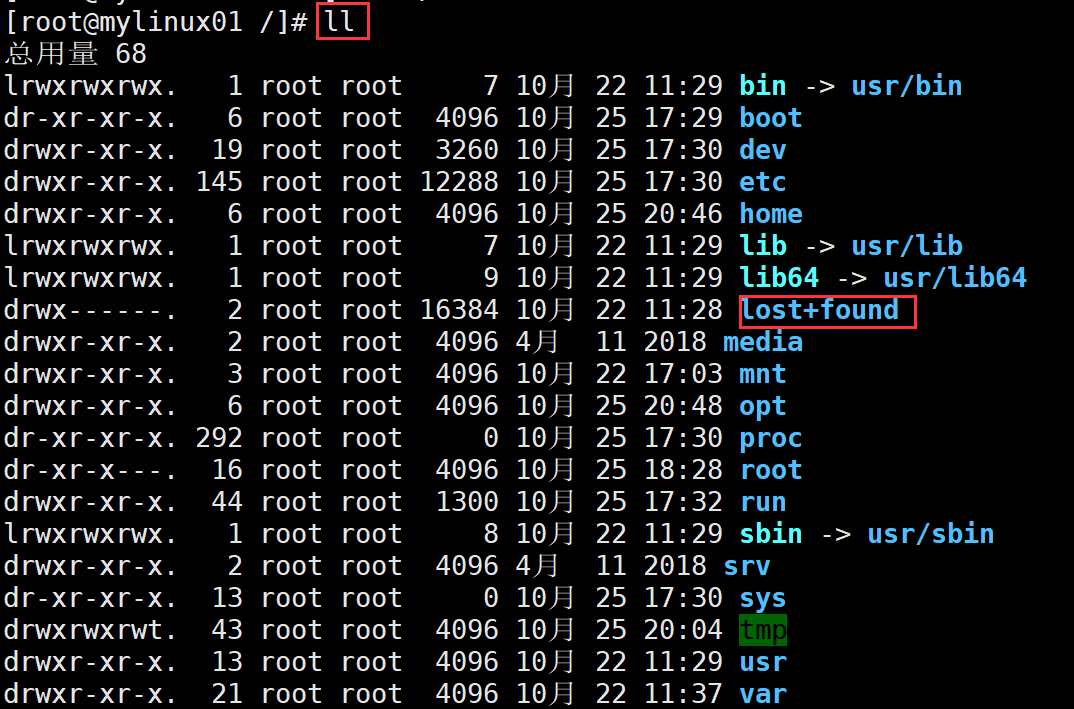 [root@mylinux01 /]# ll
总用量 68
lrwxrwxrwx.   1 root root     7 10月 22 11:29 bin -> usr/bin
dr-xr-xr-x.   6 root root  4096 10月 25 17:29 boot
drwxr-xr-x.  19 root root  3260 10月 25 17:30 dev
drwxr-xr-x. 145 root root 12288 10月 25 17:30 etc
drwxr-xr-x.   6 root root  4096 10月 25 20:46 home
lrwxrwxrwx.   1 root root     7 10月 22 11:29 lib -> usr/lib
lrwxrwxrwx.   1 root root     9 10月 22 11:29 lib64 -> usr/lib64
drwx------.   2 root root 16384 10月 22 11:28 lost+found
drwxr-xr-x.   2 root root  4096 4月  11 2018 media
drwxr-xr-x.   3 root root  4096 10月 22 17:03 mnt
drwxr-xr-x.   6 root root  4096 10月 25 20:48 opt
dr-xr-xr-x. 292 root root     0 10月 25 17:30 proc
dr-xr-x---.  16 root root  4096 10月 25 18:28 root
drwxr-xr-x.  44 root root  1300 10月 25 17:32 run
lrwxrwxrwx.   1 root root     8 10月 22 11:29 sbin -> usr/sbin
drwxr-xr-x.   2 root root  4096 4月  11 2018 srv
dr-xr-xr-x.  13 root root     0 10月 25 17:30 sys
drwxrwxrwt.  43 root root  4096 10月 25 20:04 tmp
drwxr-xr-x.  13 root root  4096 10月 22 11:29 usr
drwxr-xr-x.  21 root root  4096 10月 22 11:37 var